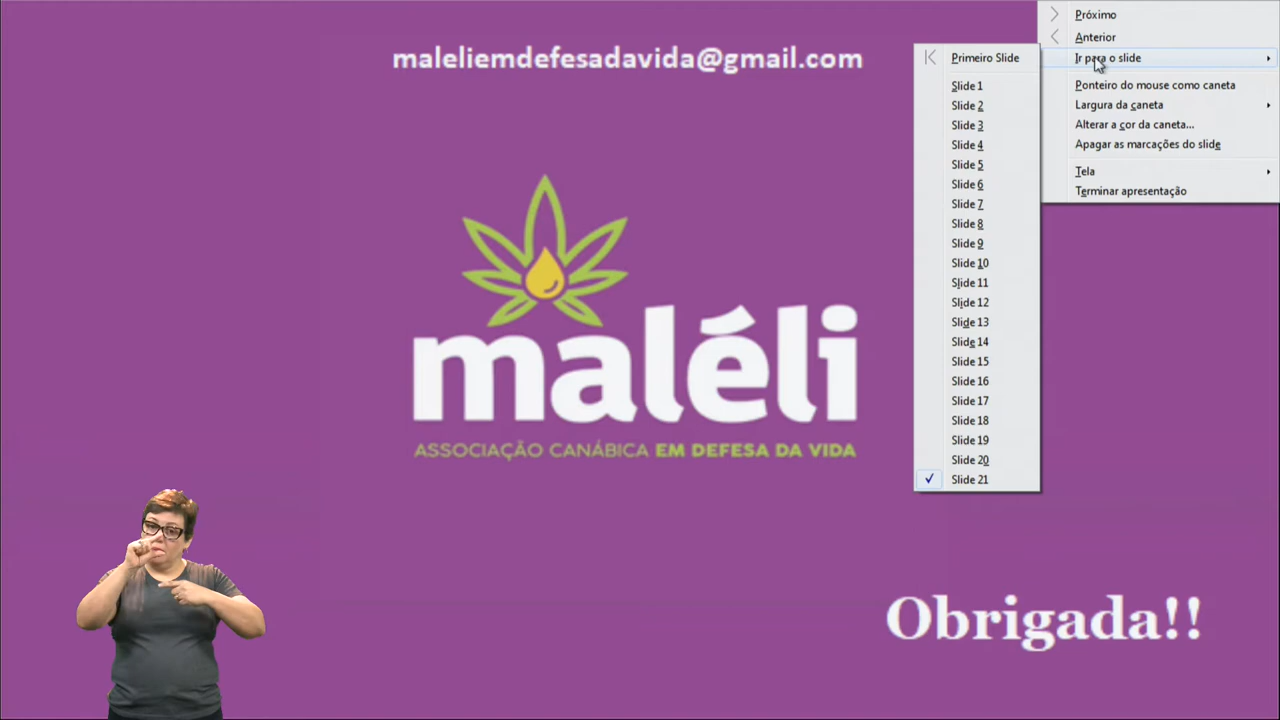 maleliemdefesadavida@gmail.com
maléli
ASSOCIAÇÃO CANÁBICA EM DEFESA DA VIDA
Obrigada!!
Próximo
Anterior
Ir para o slide
Ponteiro do mouse como caneta
Largura da caneta
Alterar a cor da caneta...
Apagar as marcações do slide
Tela
Terminar apresentação
Primeiro Slide
Slide 1
Slide 2
Slide 3
Slide 4
Slide 5
Slide 6
Slide 7
Slide 8
Slide 9
Slide 10
Slide 11
Slide 12
Slide 13
Slide 14
Slide 15
Slide 16
Slide 17
Slide 18
Slide 19
Slide 20
Slide 21